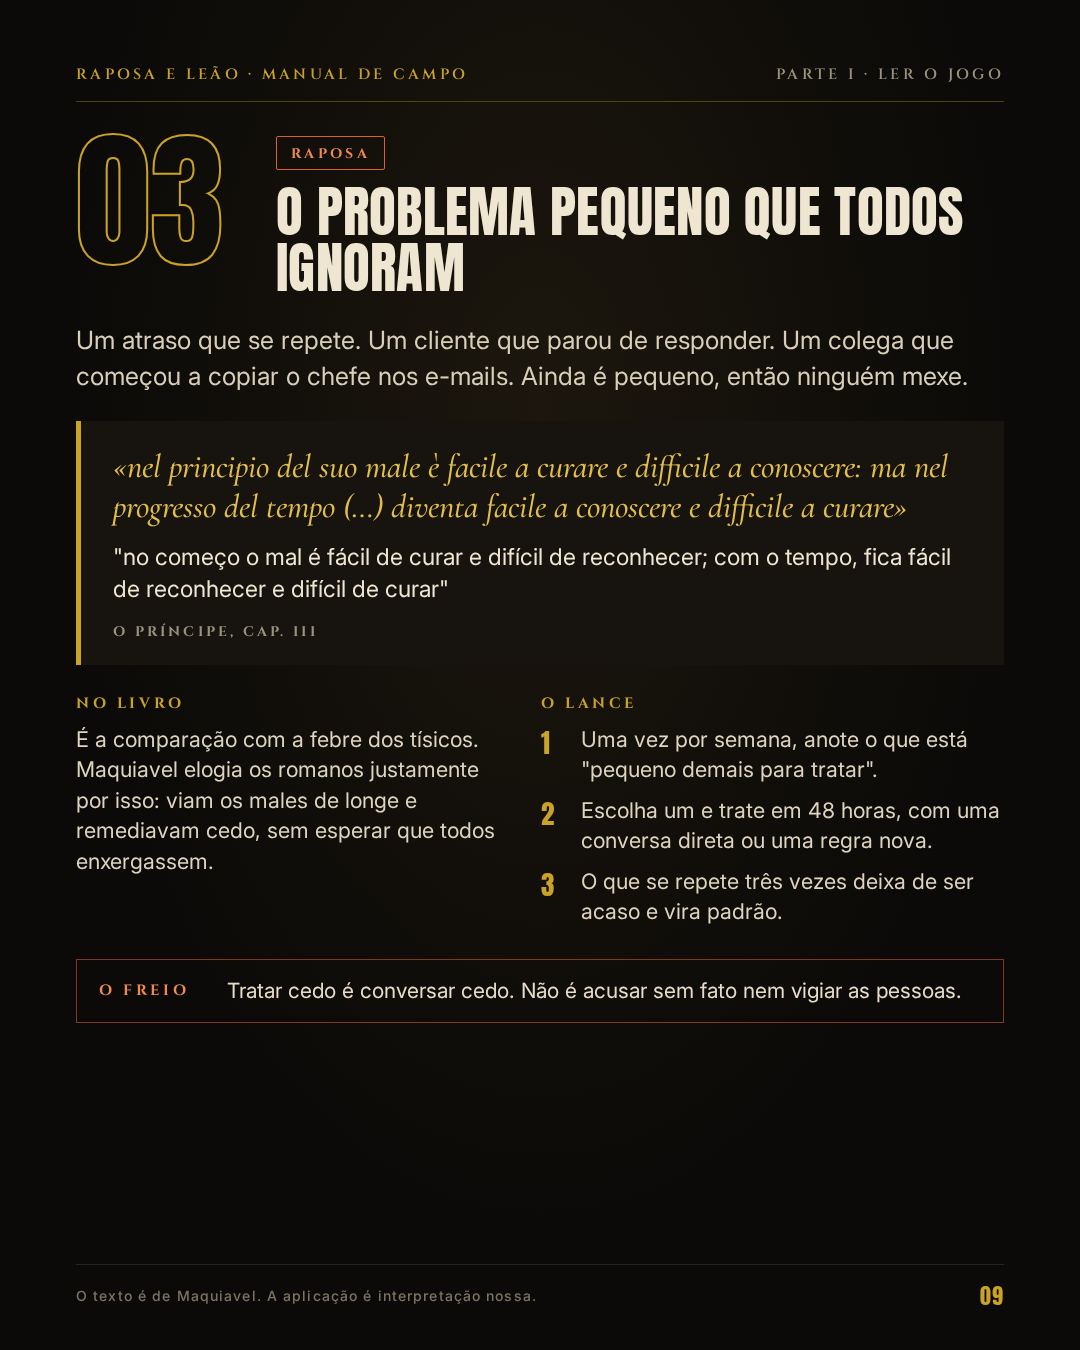 RAPOSA E LEÃO · MANUAL DE CAMPO
PARTE I · LER O JOGO
03
RAPOSA
O PROBLEMA PEQUENO QUE TODOS
IGNORAM
Um atraso que se repete. Um cliente que parou de responder. Um colega que
começou a copiar o chefe nos e-mails. Ainda é pequeno, então ninguém mexe.
«nel principio del suo male è facile a curare e difficile a conoscere: ma nel
progresso del tempo (...) diventa facile a conoscere e difficile a curare»
"no começo o mal é fácil de curar e difícil de reconhecer; com o tempo, fica fácil
de reconhecer e difícil de curar"
O PRÍNCIPE, CAP. III
NO LIVRO
É a comparação com a febre dos tísicos.
Maquiavel elogia os romanos justamente
por isso: viam os males de longe e
remediavam cedo, sem esperar que todos
enxergassem.
O LANCE
1 Uma vez por semana, anote o que está
"pequeno demais para tratar".
2 Escolha um e trate em 48 horas, com uma
conversa direta ou uma regra nova.
3 O que se repete três vezes deixa de ser
acaso e vira padrão.
O FREIO Tratar cedo é conversar cedo. Não é acusar sem fato nem vigiar as pessoas.
O texto é de Maquiavel. A aplicação é interpretação nossa.
09